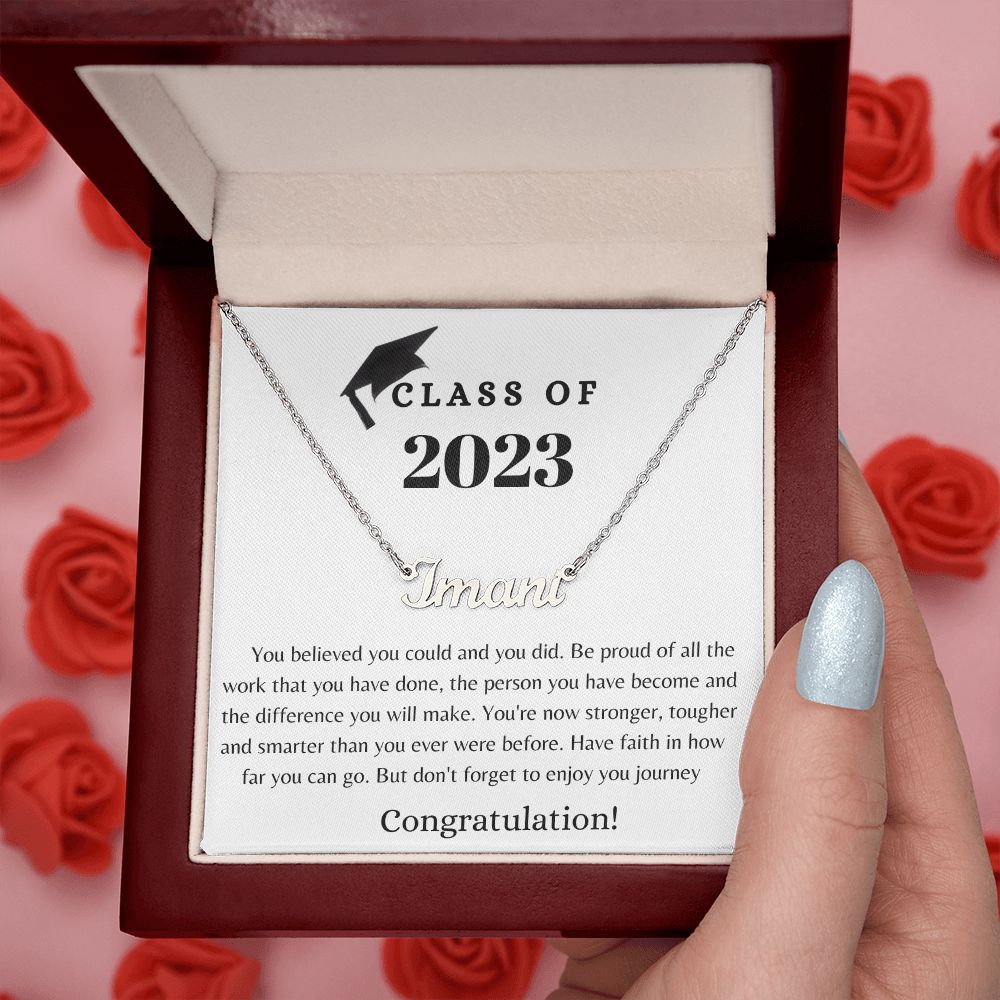 CLASS OF
2023
Imani
You believed you could and you did. Be proud of all the
work that you have done, the person you have become and
the difference you will make. You're now stronger, tougher
and smarter than you ever were before. Have faith in how
far you can go. But don't forget to enjoy you journey
Congratulation!